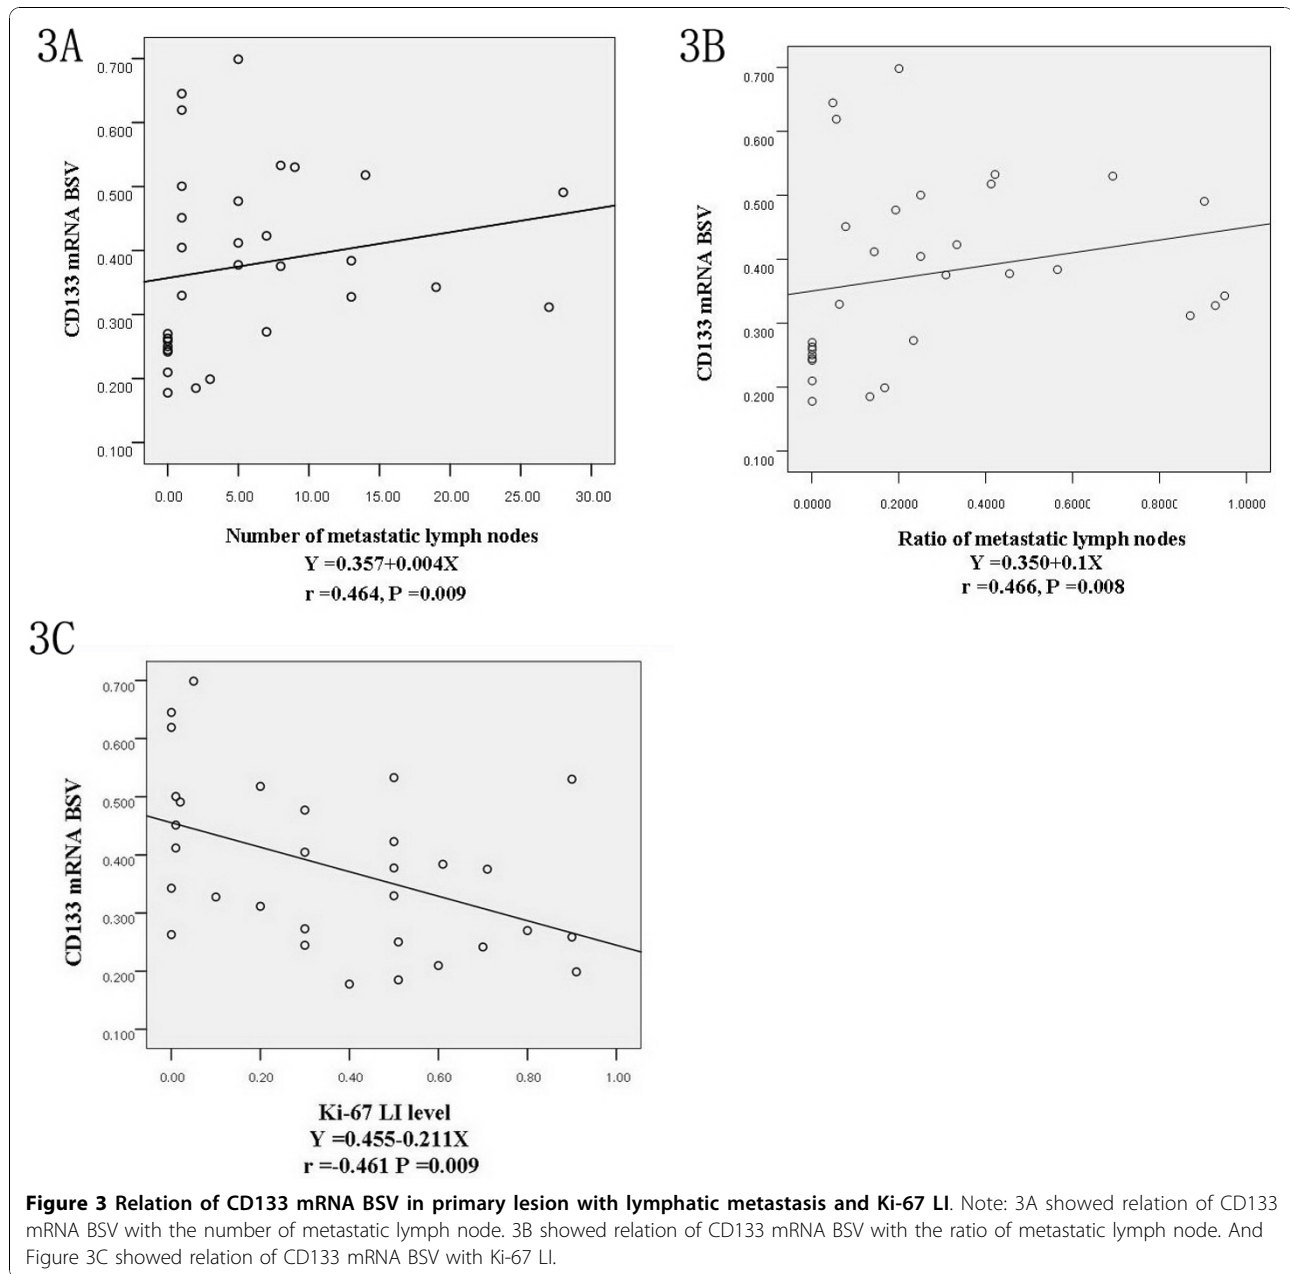 3A
0.700
0.600
0.500
0.400
0.300
0.200
0.100
CD133 mRNA BSV
0.00 5.00 10.00 15.00 20.00 25.00 30.00
Number of metastatic lymph nodes
Y =0.357+0.004X
r =0.464, P =0.009
3B
0.700
0.600
0.500
0.400
0.300
0.200
0.100
CD133 mRNA BSV
0.0000 0.2000 0.4000 0.600C 0.800C 1.0000
Ratio of metastatic lymph nodes
Y =0.350+0.1X
r =0.466, P =0.008
3C
0.700
0.600
0.500
0.400
0.300
0.200
0.100
CD133 mRNA BSV
0.00 0.20 0.40 0.60 0.80 1.00
Ki-67 LI level
Y =0.455-0.211X
r =-0.461 P =0.009
Figure 3 Relation of CD133 mRNA BSV in primary lesion with lymphatic metastasis and Ki-67 LI. Note: 3A showed relation of CD133
mRNA BSV with the number of metastatic lymph node. 3B showed relation of CD133 mRNA BSV with the ratio of metastatic lymph node. And
Figure 3C showed relation of CD133 mRNA BSV with Ki-67 LI.